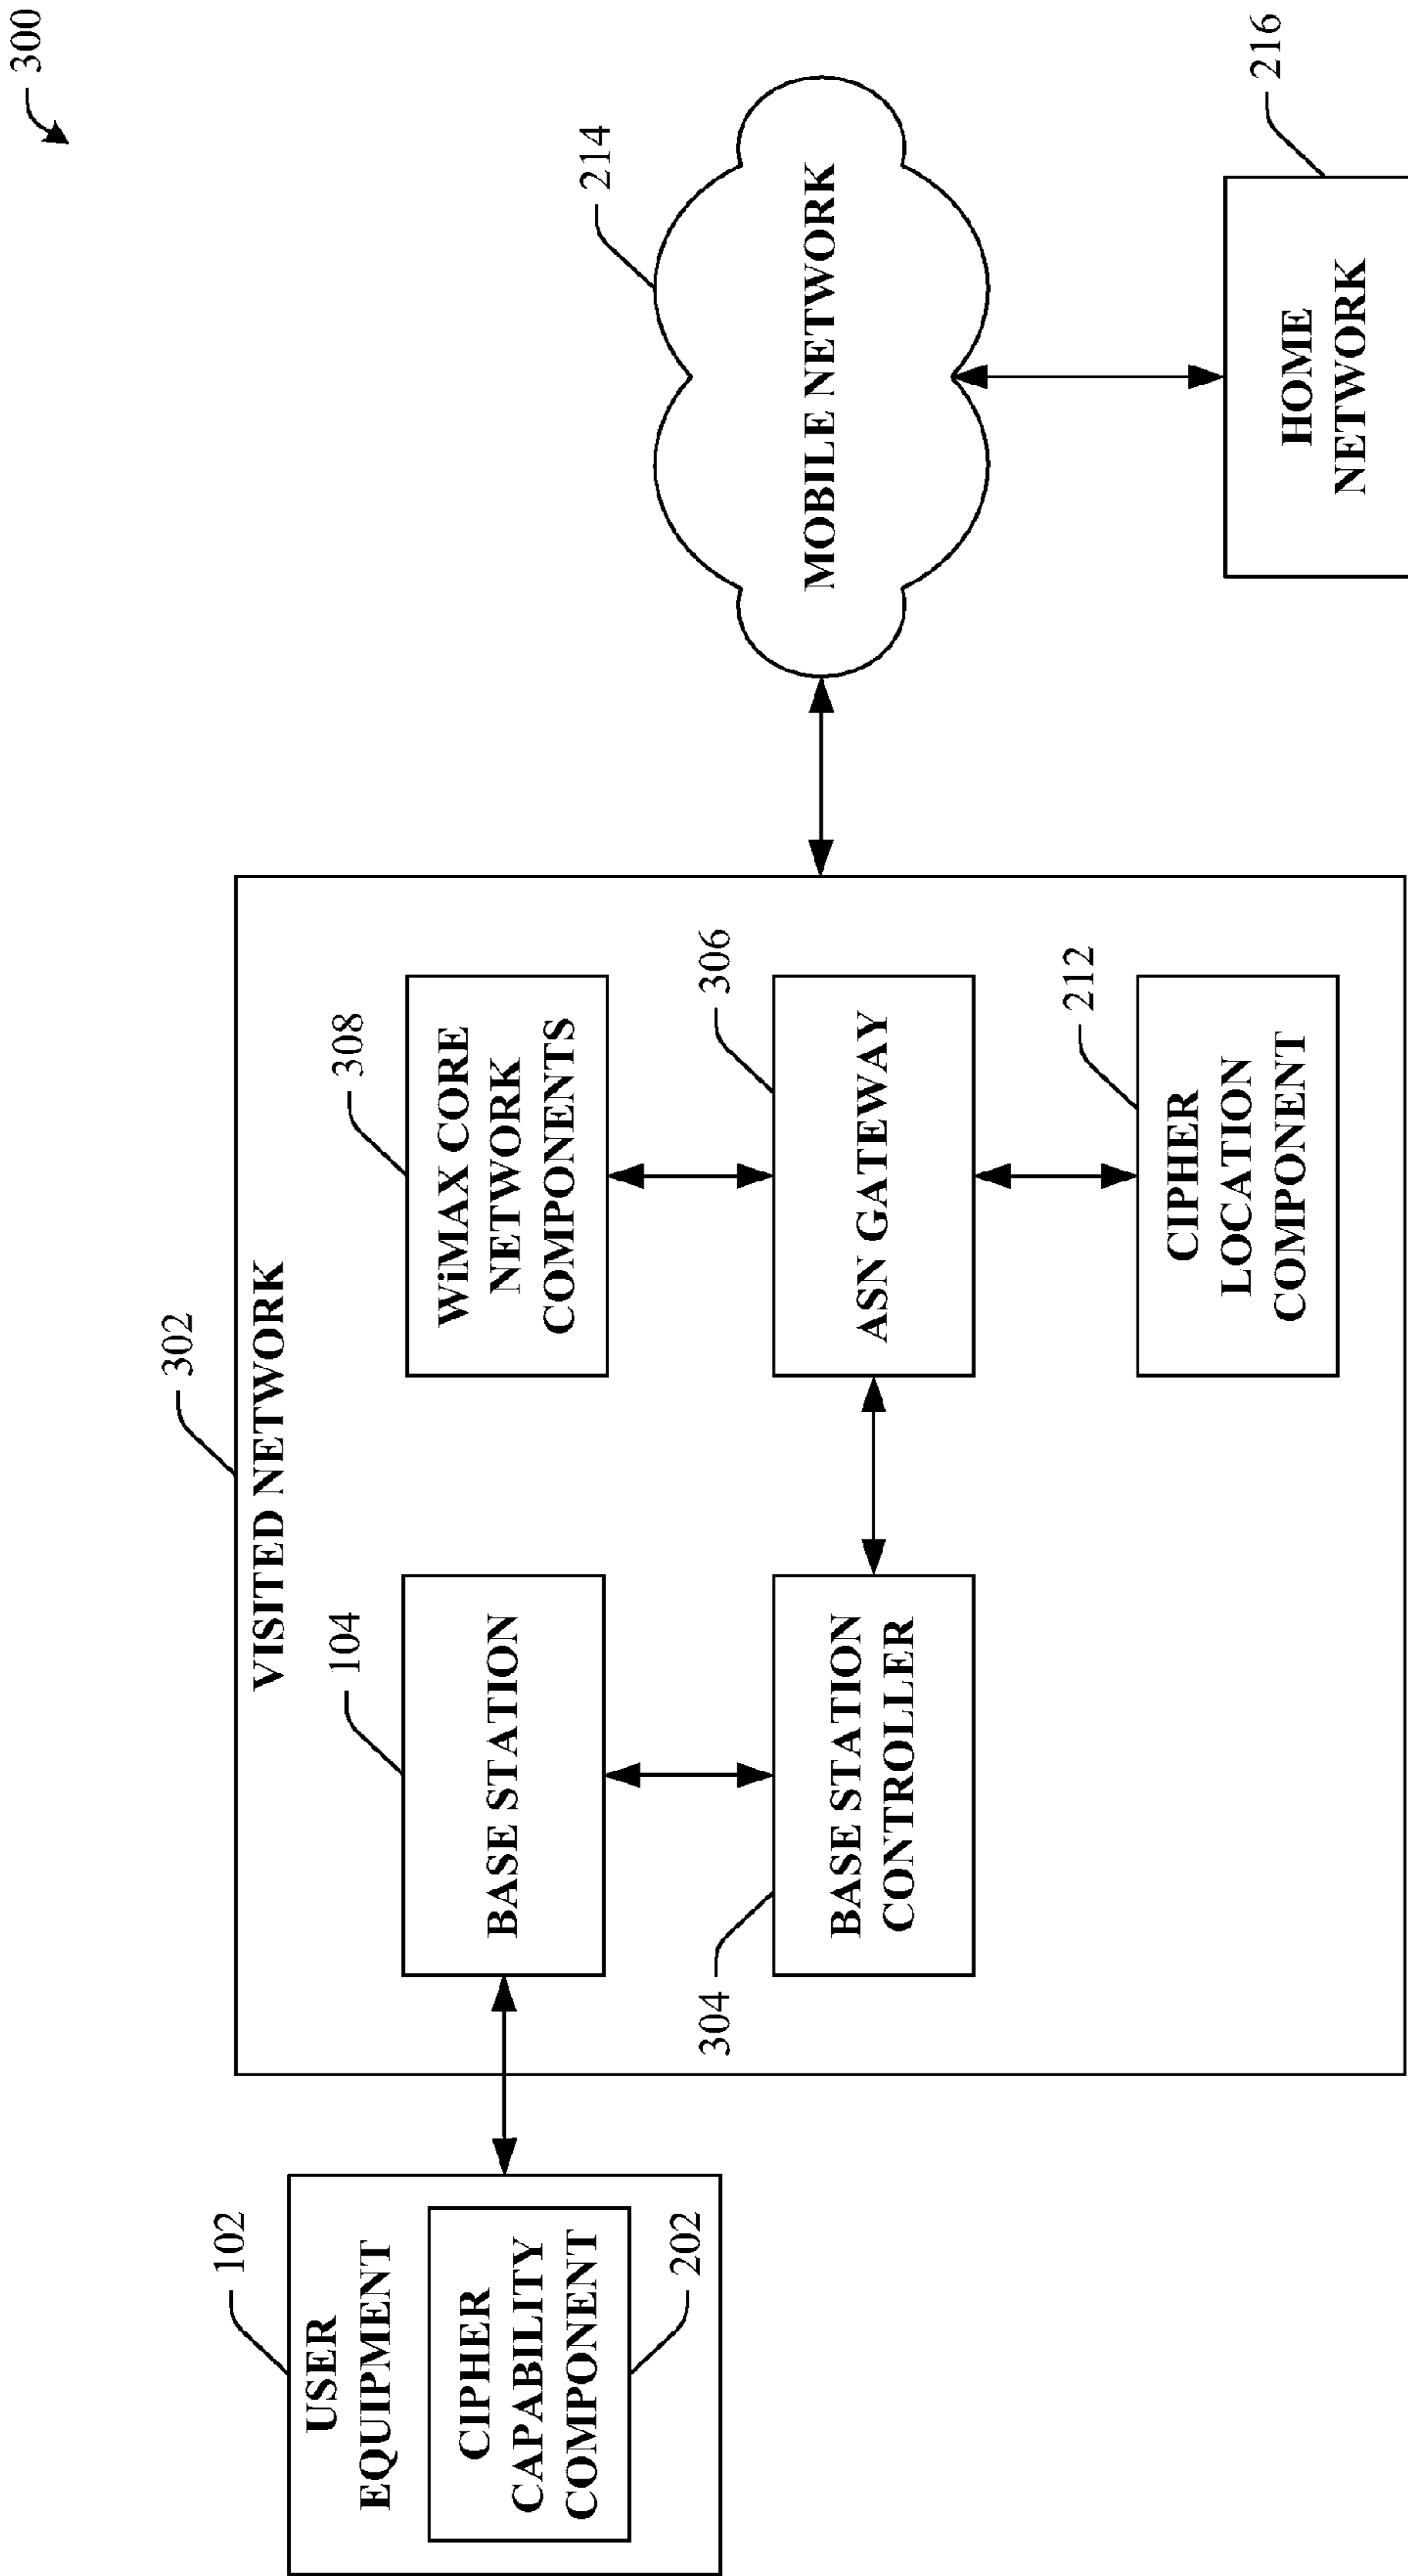 300
302
VISITED NETWORK
102
USER
EQUIPMENT
CIPHER
CAPABILITY
COMPONENT
202
104
BASE STATION
304
BASE STATION
CONTROLLER
308
WiMAX CORE
NETWORK
COMPONENTS
306
ASN GATEWAY
212
CIPHER
LOCATION
COMPONENT
214
MOBILE NETWORK
216
HOME
NETWORK